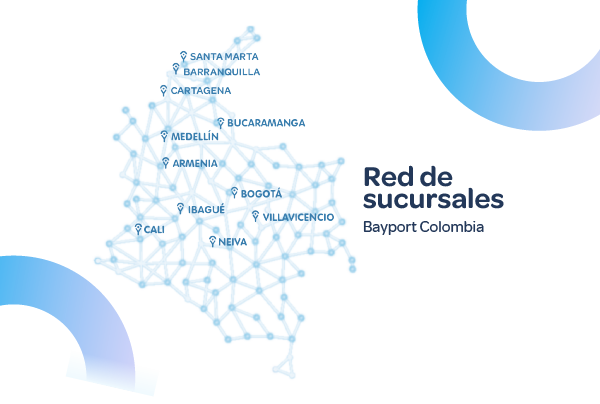 SANTA MARTA
BARRANQUILLA
CARTAGENA
BUCARAMANGA
MEDELLÍN
ARMENIA
BOGOTÁ
IBAGUÉ
VILLAVICENCIO
CALI
NEIVA
Red de
sucursales
Bayport Colombia